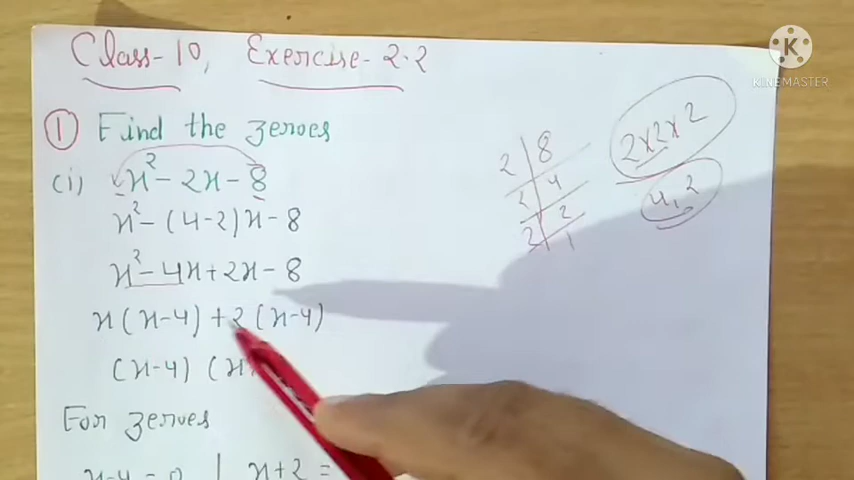 Class-10, Exercise-2.2
① Find the zeroes
(i) x² - 2x - 8
x² - (4-2)x - 8
x² - 4x + 2x - 8
x(x-4) + 2(x-4)
(x-4) (x
For zeroes
x-4 = 0 | x+2 =
2 | 8
2 | 4
2 | 2
1
2x2x2
4, 2
K
KINEMASTER